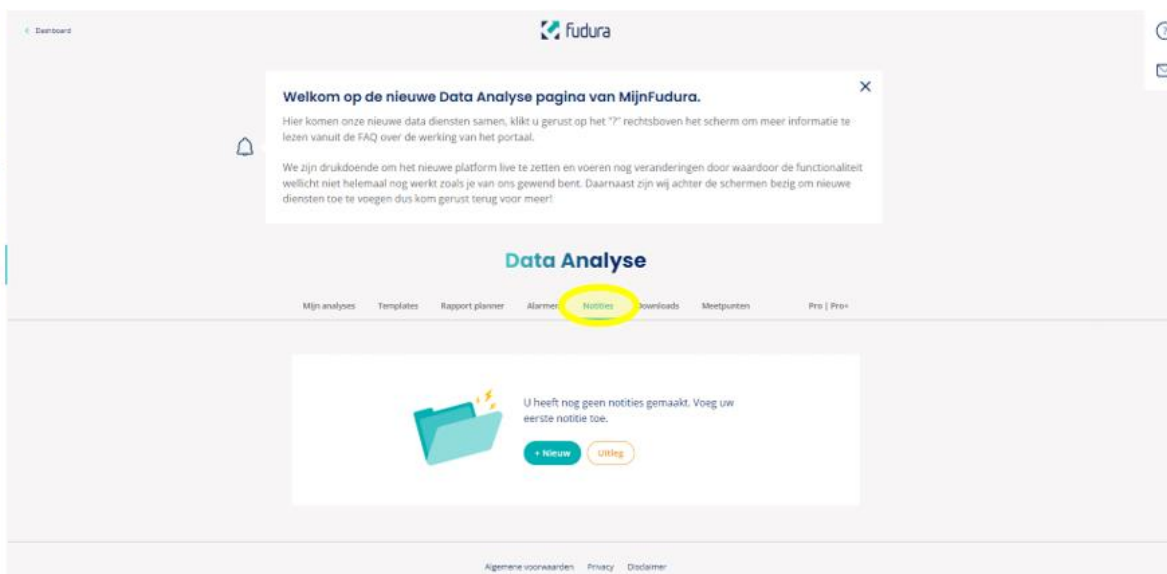 < Dashboard
fudura
Welkom op de nieuwe Data Analyse pagina van MijnFudura.
Hier komen onze nieuwe data diensten samen, klikt u gerust op het "?" rechtsboven het scherm om meer informatie te
lezen vanuit de FAQ over de werking van het portaal.
We zijn drukdoende om het nieuwe platform live te zetten en voeren nog veranderingen door waardoor de functionaliteit
wellicht niet helemaal nog werkt zoals je van ons gewend bent. Daarnaast zijn wij achter de schermen bezig om nieuwe
diensten toe te voegen dus kom gerust terug voor meer!
Data Analyse
Mijn analyses Templates Rapport planner Alarmen Notities Downloads Meetpunten Pro | Pro+
U heeft nog geen notities gemaakt. Voeg uw
eerste notitie toe.
+ Nieuw Uitleg
Algemene voorwaarden Privacy Disclaimer